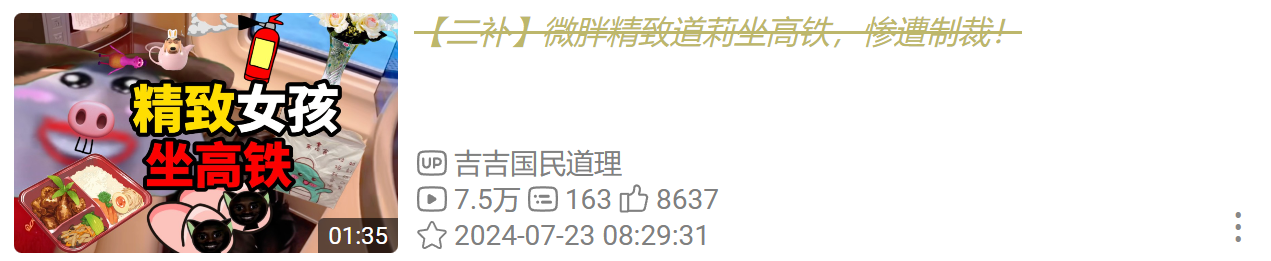 精致女孩
坐高铁
01:35
【二补】微胖精致道莉坐高铁，惨遭制裁！
UP 吉吉国民道理
7.5万 163 8637
2024-07-23 08:29:31